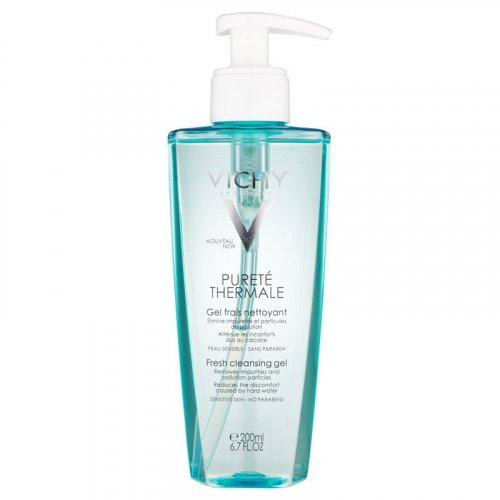 VICHY
LABORATOIRES
V
NOUVEAU
NEW
PURETÉ
THERMALE
Gel frais nettoyant
Élimine impuretés et particules
de pollution
Atténue les inconforts
dus au calcaire
PEAU SENSIBLE - SANS PARABEN
Fresh cleansing gel
Removes impurities and
pollution particles
Reduces the discomfort
caused by hard water
SENSITIVE SKIN - NO PARABENS
℮ 200ml
6.7 FL.OZ